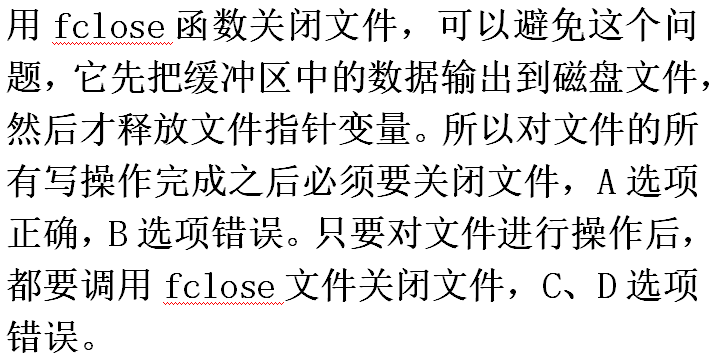 用 fclose 函数关闭文件，可以避免这个问
题，它先把缓冲区中的数据输出到磁盘文件，
然后才释放文件指针变量。所以对文件的所
有写操作完成之后必须要关闭文件，A 选项
正确，B 选项错误。只要对文件进行操作后，
都要调用 fclose 文件关闭文件，C、D 选项
错误。